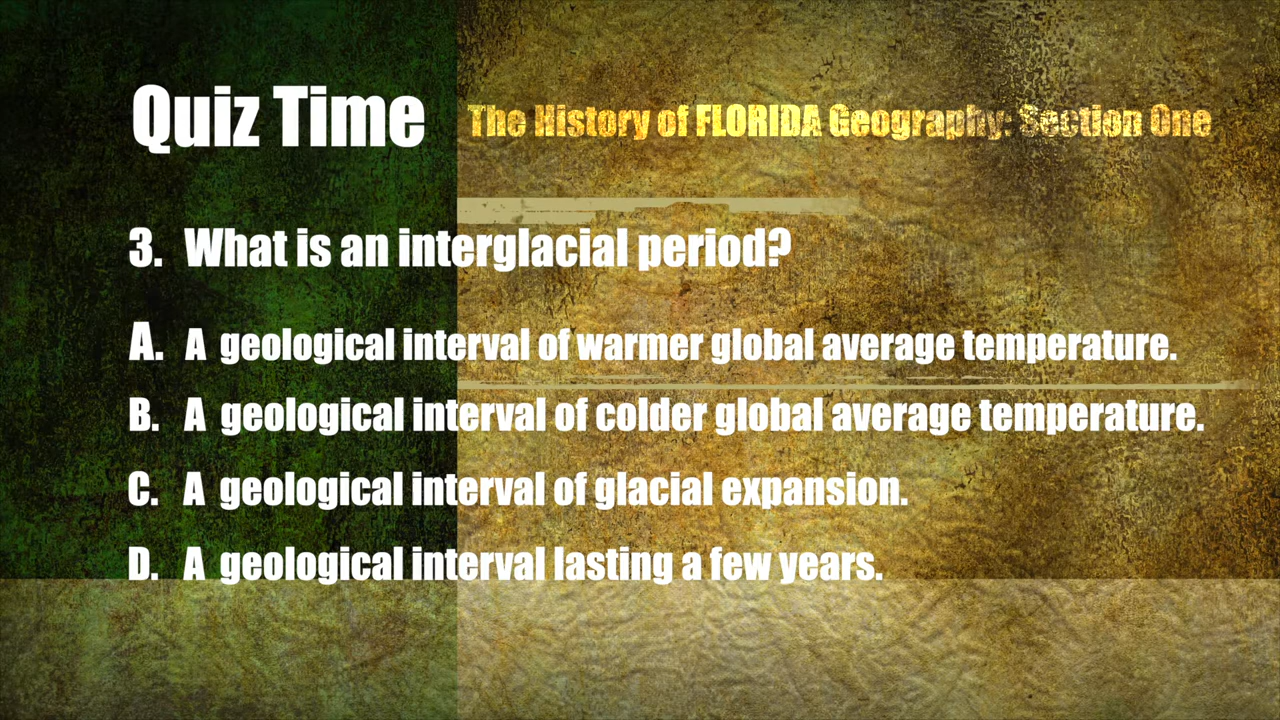 Quiz Time
The History of FLORIDA Geography: Section One
3. What is an interglacial period?
A. A geological interval of warmer global average temperature.
B. A geological interval of colder global average temperature.
C. A geological interval of glacial expansion.
D. A geological interval lasting a few years.